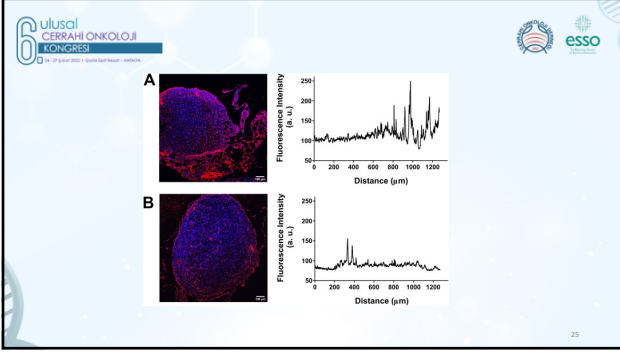 6. ulusal
CERRAHİ ONKOLOJİ
KONGRESİ
esso
A
Fluorescence Intensity
(a. u.)
250
200
150
100
50
0 200 400 600 800 1000 1200
Distance (µm)
B
Fluorescence Intensity
(a. u.)
250
200
150
100
50
0 200 400 600 800 1000 1200
Distance (µm)
25